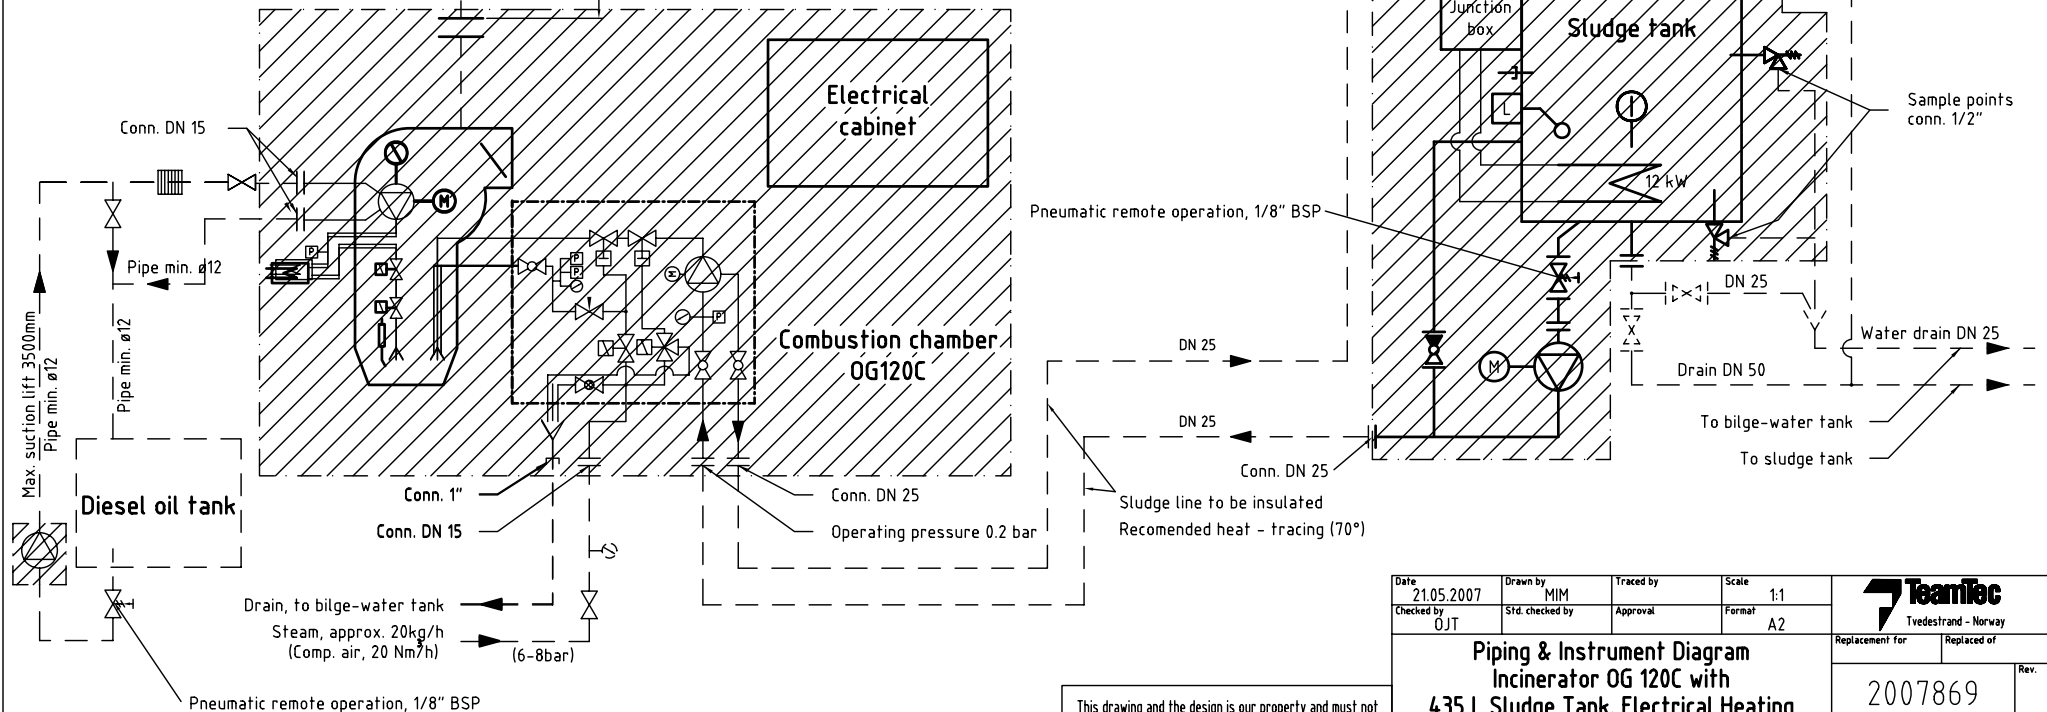 Junction
box
Sludge tank
Electrical
cabinet
Sample points
conn. 1/2"
Conn. DN 15
L
12 kW
M
Pneumatic remote operation, 1/8" BSP
P
Pipe min. ø12
P
P
M
DN 25
P
Max. suction lift 3500mm
Pipe min. ø12
Pipe min. ø12
Combustion chamber
OG120C
DN 25
Water drain DN 25
M
Drain DN 50
DN 25
To bilge-water tank
To sludge tank
Conn. DN 25
Diesel oil tank
Conn. 1"
Conn. DN 15
Conn. DN 25
Operating pressure 0.2 bar
Sludge line to be insulated
Recomended heat - tracing (70°)
Drain, to bilge-water tank
Steam, approx. 20kg/h
(Comp. air, 20 Nm³/h)
(6-8bar)
Pneumatic remote operation, 1/8" BSP
Date
21.05.2007
Drawn by
MIM
Traced by
Scale
1:1
Checked by
OJT
Std. checked by
Approval
Format
A2
TeamTec
Tvedestrand - Norway
Replacement for
Replaced of
Piping & Instrument Diagram
Incinerator OG 120C with
435 L Sludge Tank, Electrical Heating
Rev.
2007869
This drawing and the design is our property and must not